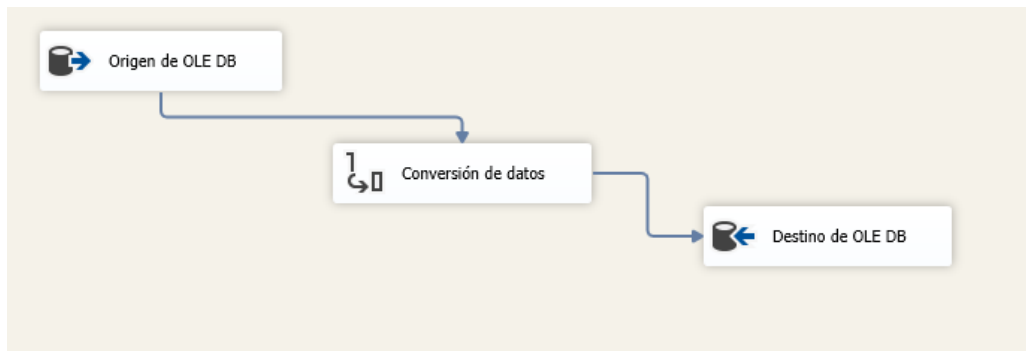 Origen de OLE DB
Conversión de datos
Destino de OLE DB